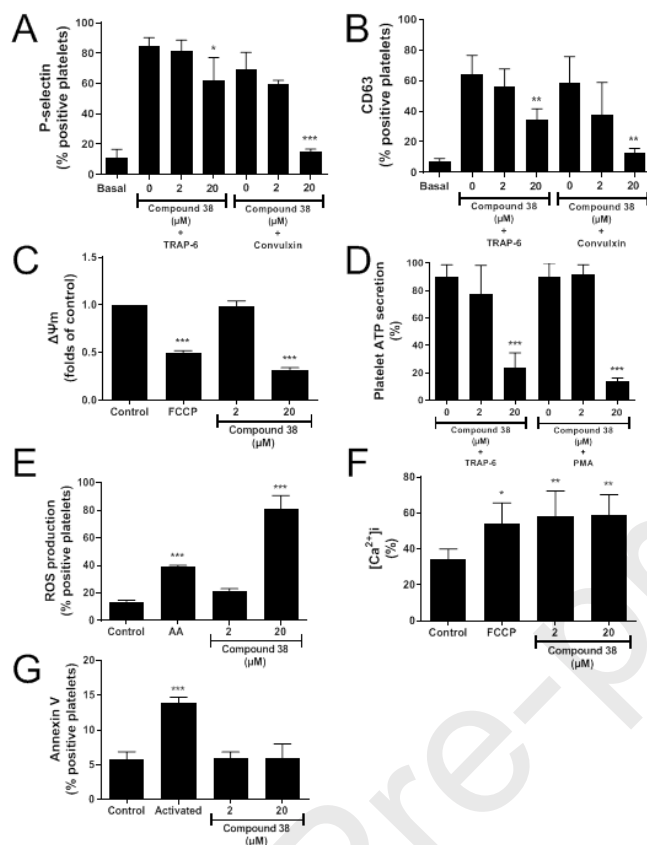 A
P-selectin
(% positive platelets)
100
80
60
40
20
0
*
***
Basal
0
2
20
0
2
20
Compound 38
(µM)
+
TRAP-6
Compound 38
(µM)
+
Convulxin
B
CD63
(% positive platelets)
100
80
60
40
20
0
**
**
Basal
0
2
20
0
2
20
Compound 38
(µM)
+
TRAP-6
Compound 38
(µM)
+
Convulxin
C
ΔΨm
(folds of control)
1.5
1.0
0.5
0.0
***
***
Control
FCCP
2
20
Compound 38
(µM)
D
Platelet ATP secretion
(%)
100
80
60
40
20
0
***
***
0
2
20
0
2
20
Compound 38
(µM)
+
TRAP-6
Compound 38
(µM)
+
PMA
E
ROS production
(% positive platelets)
100
80
60
40
20
0
***
***
Control
AA
2
20
Compound 38
(µM)
F
[Ca²⁺]i
(%)
80
60
40
20
0
*
**
**
Control
FCCP
2
20
Compound 38
(µM)
G
Annexin V
(% positive platelets)
20
15
10
5
0
***
Control
Activated
2
20
Compound 38
(µM)
Pre-p